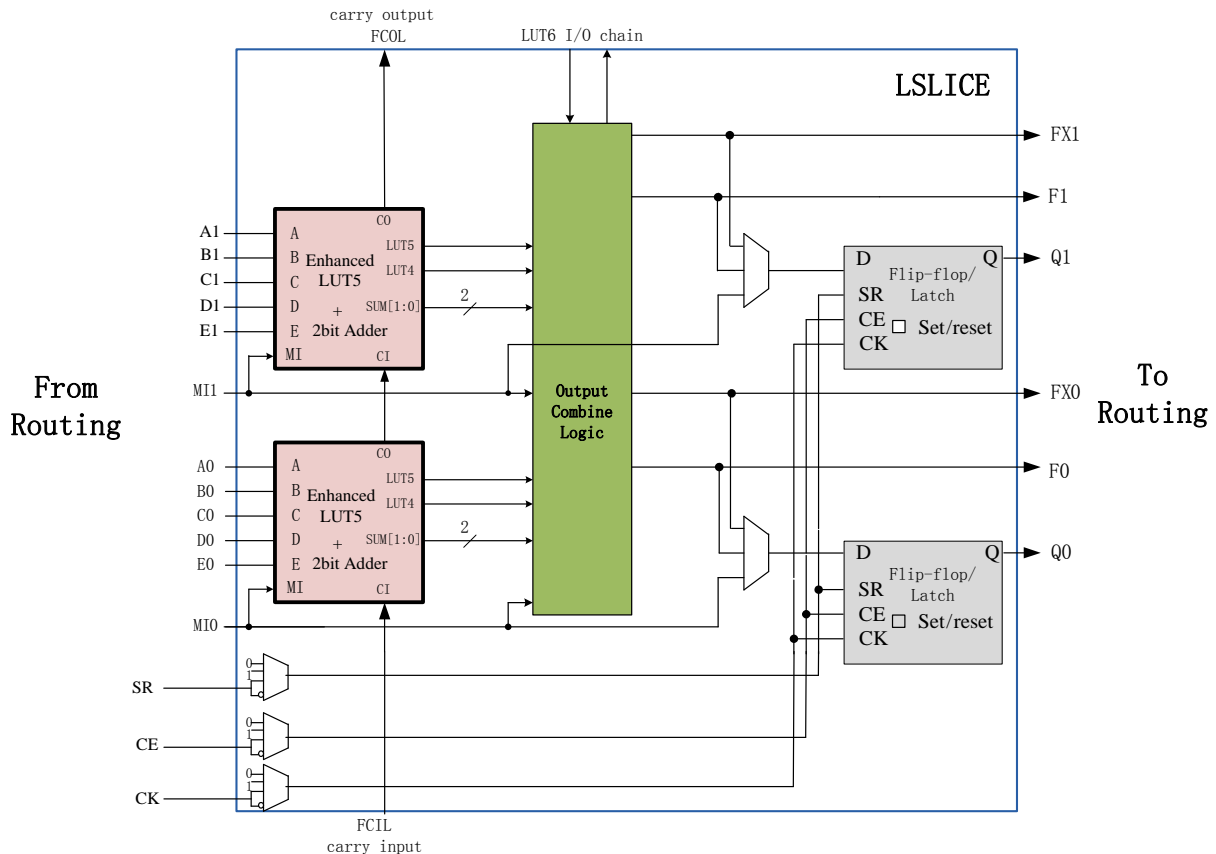 carry output
FCOL
LUT6 I/O chain
LSLICE
FX1
F1
A1
B1
C1
D1
E1
A
B
C
D
E
MI
CO
Enhanced
LUT5
+
2bit Adder
LUT5
LUT4
SUM[1:0]
CI
2
D
Q
Flip-flop/
Latch
SR
CE
CK
Set/reset
Q1
From
Routing
MI1
Output
Combine
Logic
FX0
To
Routing
F0
A0
B0
C0
D0
E0
A
B
C
D
E
MI
CO
Enhanced
LUT5
+
2bit Adder
LUT5
LUT4
SUM[1:0]
CI
2
D
Q
Flip-flop/
Latch
SR
CE
CK
Set/reset
Q0
MI0
0
1
SR
0
1
CE
0
1
CK
FCIL
carry input